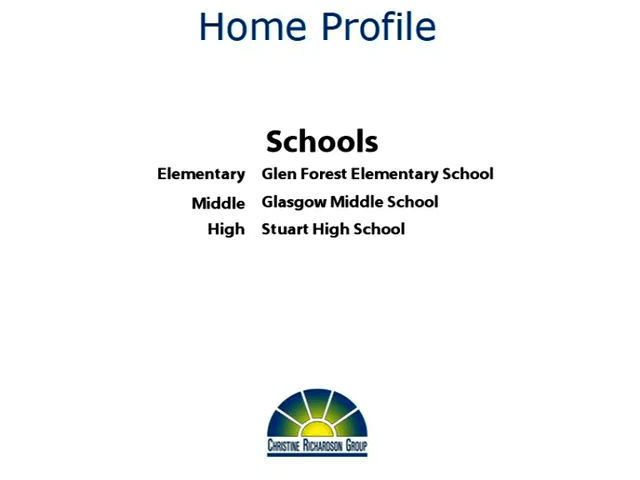 Home Profile
Schools
Elementary Glen Forest Elementary School
Middle Glasgow Middle School
High Stuart High School
Christine Richardson Group